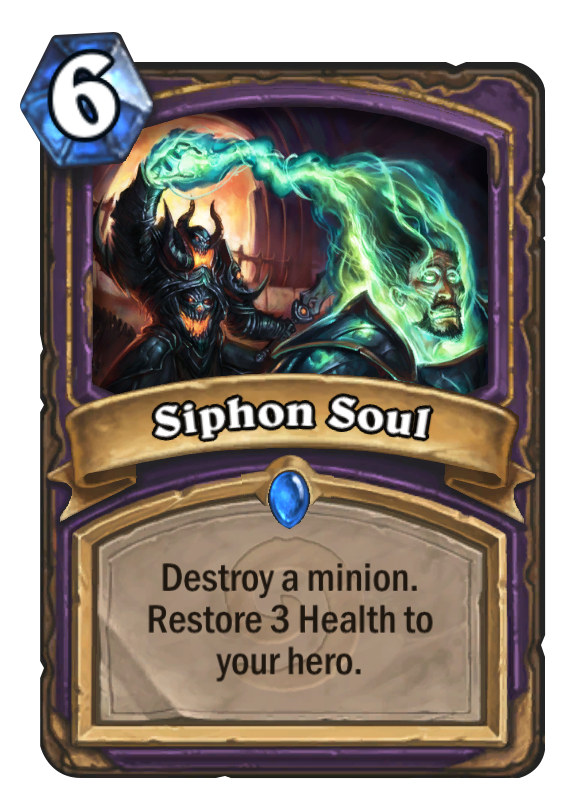 6
Siphon Soul
Destroy a minion.
Restore 3 Health to
your hero.